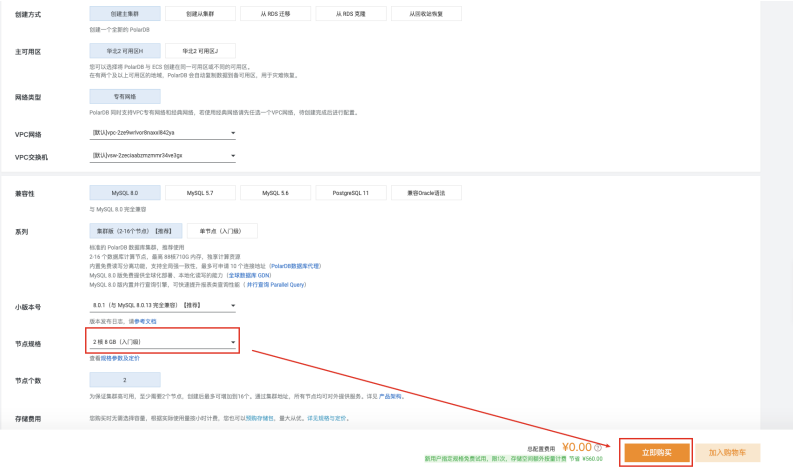 创建方式 创建主集群 创建从集群 从 RDS 迁移 从 RDS 克隆 从回收站恢复
创建一个全新的 PolarDB
主可用区 华北2 可用区H 华北2 可用区J
您可以选择将 PolarDB 与 ECS 创建在同一可用区或不同的可用区。
在有两个及以上可用区的地域，PolarDB 会自动复制数据到备可用区，用于灾难恢复。
网络类型 专有网络
PolarDB 同时支持VPC专有网络和经典网络，若使用经典网络请先任选一个VPC网络，待创建完成后进行配置。
VPC网络
VPC交换机
兼容性 MySQL 8.0 MySQL 5.7 MySQL 5.6 PostgreSQL 11 兼容Oracle语法
与 MySQL 8.0 完全兼容
系列 集群版（2-16个节点）【推荐】 单节点（入门级）
标准的 PolarDB 数据库集群，推荐使用
2-16 个数据库计算节点，最高 88核710G 内存，独享计算资源
内置免费读写分离功能，支持全局强一致性，最多可申请 10 个连接地址（PolarDB数据库代理）
MySQL 8.0 版免费提供全球化部署、本地化读写的能力（全球数据库 GDN）
MySQL 8.0 版内置并行查询引擎，可快速提升报表类查询性能（ 并行查询 Parallel Query）
小版本号 8.0.1（与 MySQL 8.0.13 完全兼容）【推荐】
版本发布日志，请参考文档
节点规格 2 核 8 GB（入门级）
查看规格参数及定价
节点个数 2
为保证集群高可用，至少需要2个节点，创建后最多可增加到16个。通过集群地址，所有节点均可对外提供服务。详见 产品架构。
存储费用 您购买时无需选择容量，根据实际使用量按小时计费，您也可以预购存储包，量大从优。详见规格与定价。
总配置费用 ¥0.00 立即购买 加入购物车
新用户指定规格免费试用，限1次，存储空间额外按量计费 节省 ¥560.00